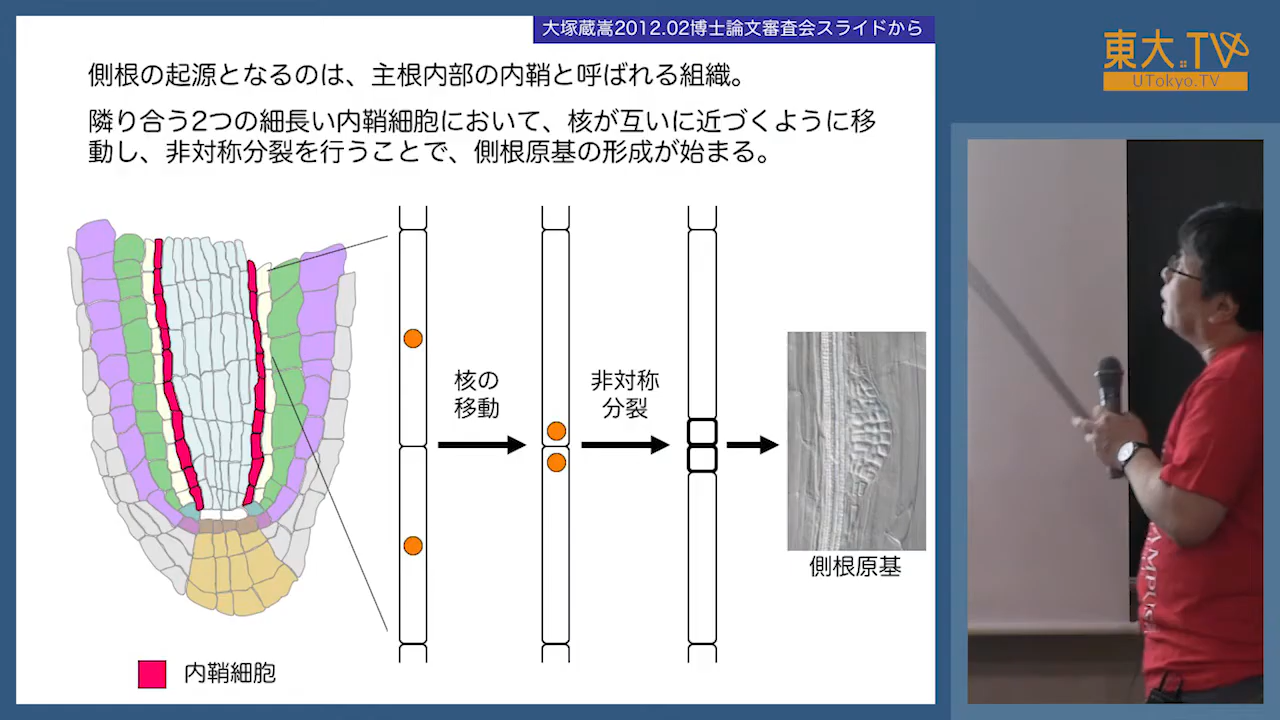 大塚蔵嵩2012.02博士論文審査会スライドから
東大.TV
UTokyo.TV
側根の起源となるのは、主根内部の内鞘と呼ばれる組織。
隣り合う2つの細長い内鞘細胞において、核が互いに近づくように移
動し、非対称分裂を行うことで、側根原基の形成が始まる。
核の
移動
非対称
分裂
側根原基
内鞘細胞